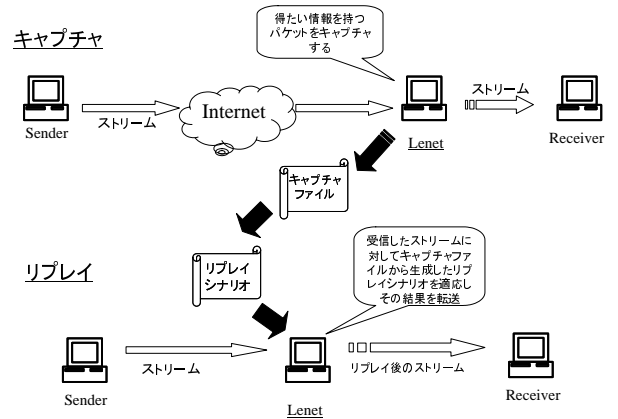 キャプチャ
得たい情報を持つ
パケットをキャプチャ
する
Sender
ストリーム
Internet
Lenet
ストリーム
Receiver
キャプチャ
ファイル
リプレイ
リプレイ
シナリオ
受信したストリームに
対してキャプチャファ
イルから生成したリプ
レイシナリオを適応し
その結果を転送
Sender
ストリーム
Lenet
リプレイ後のストリーム
Receiver